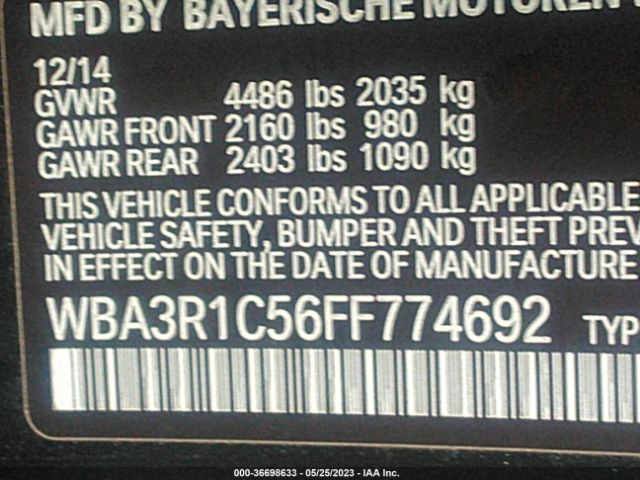 MFD BY BAYERISCHE MOTOREN
12/14
GVWR 4486 lbs 2035 kg
GAWR FRONT 2160 lbs 980 kg
GAWR REAR 2403 lbs 1090 kg
THIS VEHICLE CONFORMS TO ALL APPLICABLE
VEHICLE SAFETY, BUMPER AND THEFT PREV
IN EFFECT ON THE DATE OF MANUFACTURE
WBA3R1C56FF774692 TYP
000-36698633 - 05/25/2023 - IAA Inc.